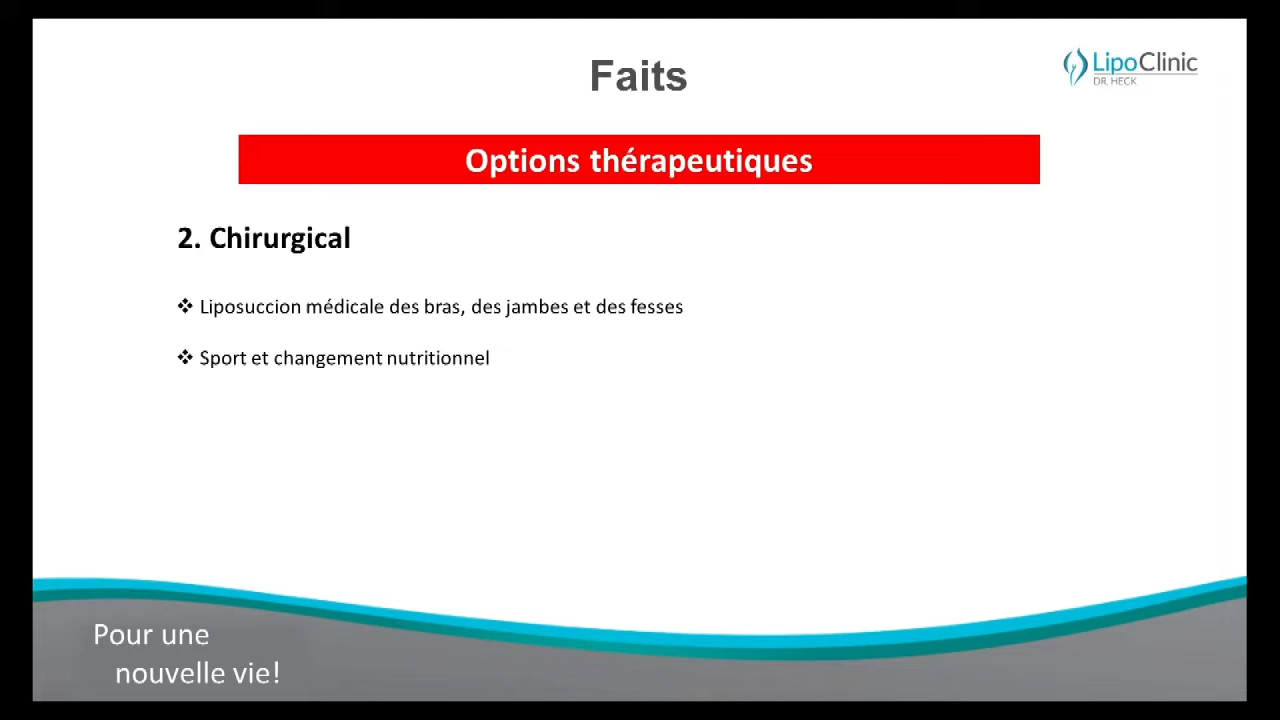 Faits
LipoClinic
DR. HECK
Options thérapeutiques
2. Chirurgical
❖ Liposuccion médicale des bras, des jambes et des fesses
❖ Sport et changement nutritionnel
Pour une
nouvelle vie!